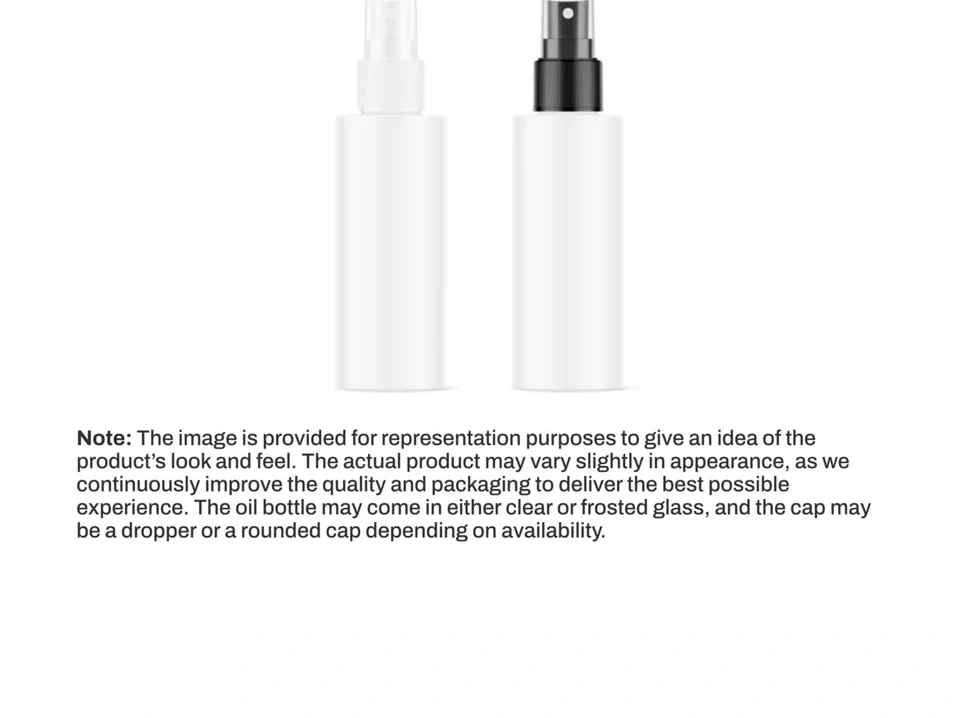 Note: The image is provided for representation purposes to give an idea of the
product’s look and feel. The actual product may vary slightly in appearance, as we
continuously improve the quality and packaging to deliver the best possible
experience. The oil bottle may come in either clear or frosted glass, and the cap may
be a dropper or a rounded cap depending on availability.